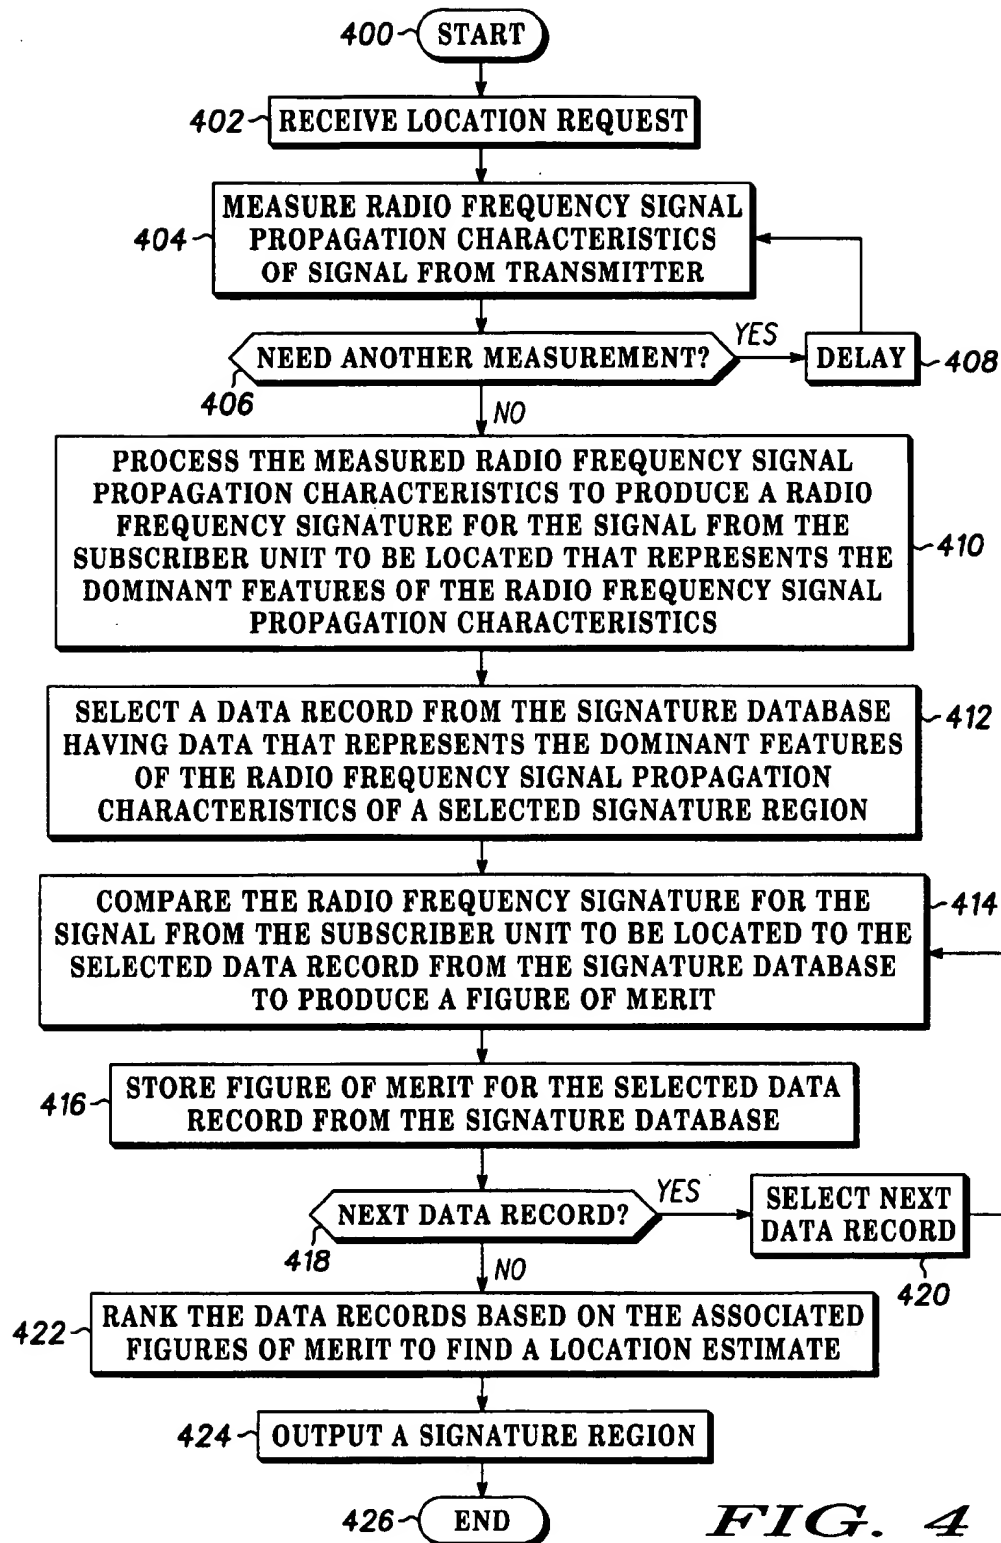 400
START
402
RECEIVE LOCATION REQUEST
404
MEASURE RADIO FREQUENCY SIGNAL
PROPAGATION CHARACTERISTICS
OF SIGNAL FROM TRANSMITTER
NEED ANOTHER MEASUREMENT?
406
YES
DELAY
408
NO
PROCESS THE MEASURED RADIO FREQUENCY SIGNAL
PROPAGATION CHARACTERISTICS TO PRODUCE A RADIO
FREQUENCY SIGNATURE FOR THE SIGNAL FROM THE
SUBSCRIBER UNIT TO BE LOCATED THAT REPRESENTS THE
DOMINANT FEATURES OF THE RADIO FREQUENCY SIGNAL
PROPAGATION CHARACTERISTICS
410
SELECT A DATA RECORD FROM THE SIGNATURE DATABASE
HAVING DATA THAT REPRESENTS THE DOMINANT FEATURES
OF THE RADIO FREQUENCY SIGNAL PROPAGATION
CHARACTERISTICS OF A SELECTED SIGNATURE REGION
412
COMPARE THE RADIO FREQUENCY SIGNATURE FOR THE
SIGNAL FROM THE SUBSCRIBER UNIT TO BE LOCATED TO THE
SELECTED DATA RECORD FROM THE SIGNATURE DATABASE
TO PRODUCE A FIGURE OF MERIT
414
416
STORE FIGURE OF MERIT FOR THE SELECTED DATA
RECORD FROM THE SIGNATURE DATABASE
NEXT DATA RECORD?
418
YES
SELECT NEXT
DATA RECORD
420
NO
422
RANK THE DATA RECORDS BASED ON THE ASSOCIATED
FIGURES OF MERIT TO FIND A LOCATION ESTIMATE
424
OUTPUT A SIGNATURE REGION
426
END
FIG. 4